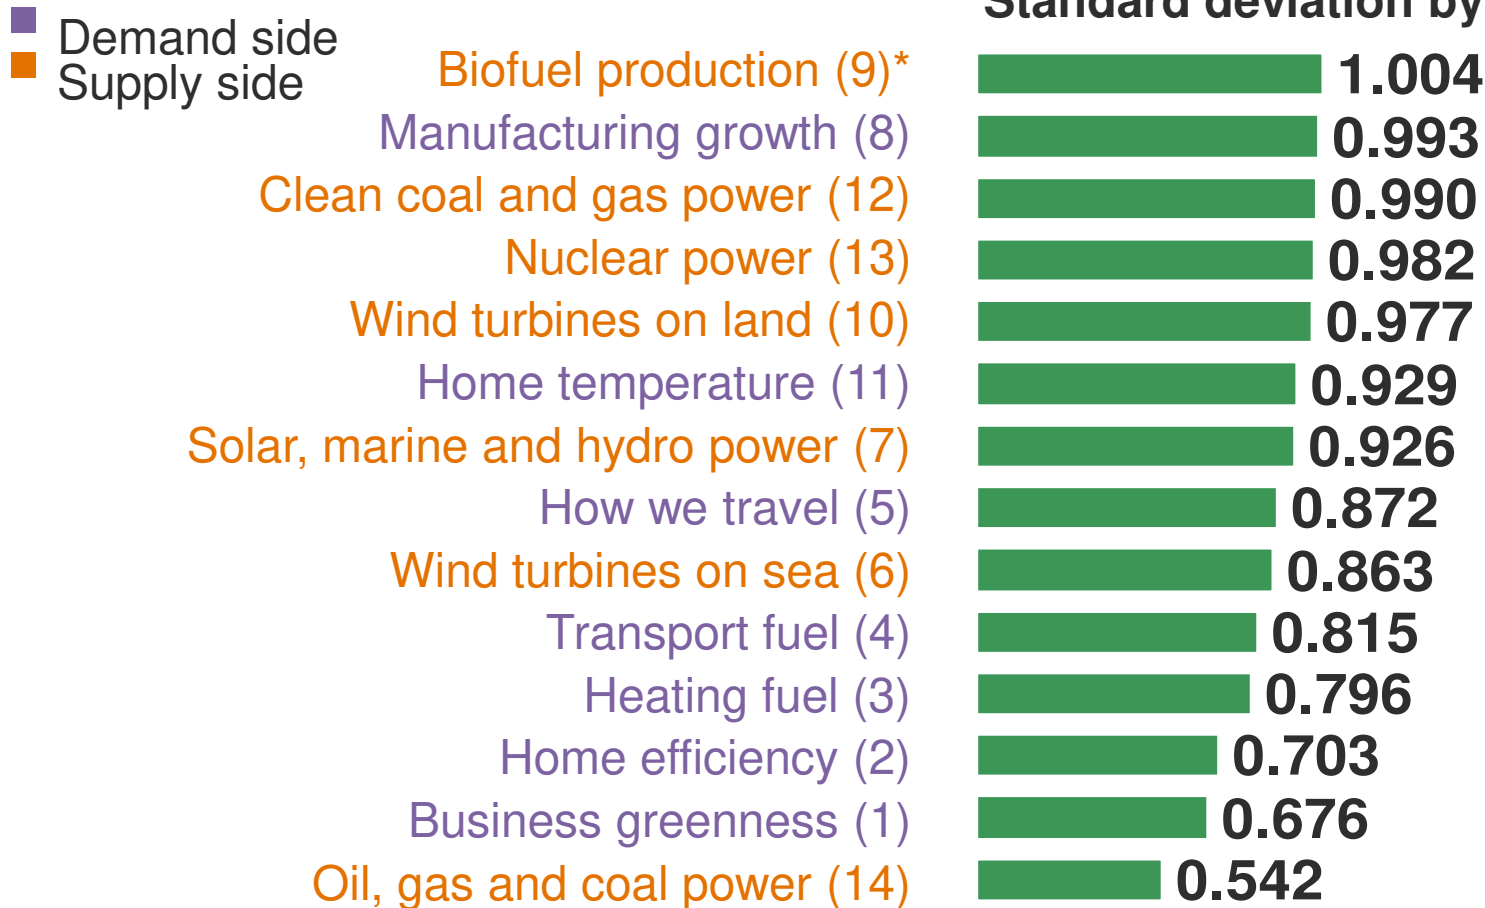 Standard deviation by
Demand side
Supply side
Biofuel production (9)* 1.004
Manufacturing growth (8) 0.993
Clean coal and gas power (12) 0.990
Nuclear power (13) 0.982
Wind turbines on land (10) 0.977
Home temperature (11) 0.929
Solar, marine and hydro power (7) 0.926
How we travel (5) 0.872
Wind turbines on sea (6) 0.863
Transport fuel (4) 0.815
Heating fuel (3) 0.796
Home efficiency (2) 0.703
Business greenness (1) 0.676
Oil, gas and coal power (14) 0.542